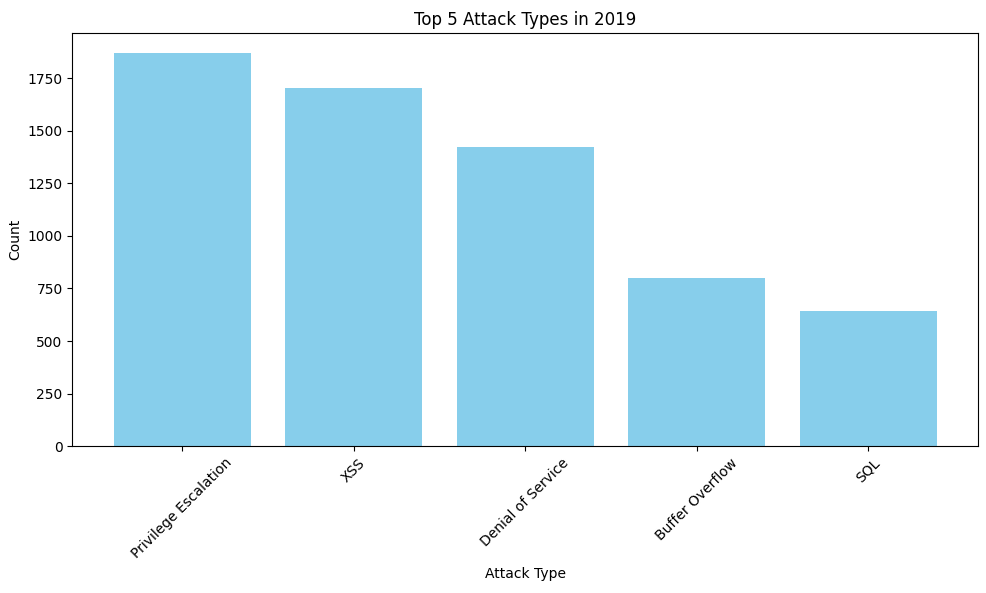 Top 5 Attack Types in 2019
1750
1500
1250
1000
750
500
250
0
Count
Privilege Escalation
XSS
Denial of Service
Buffer Overflow
SQL
Attack Type